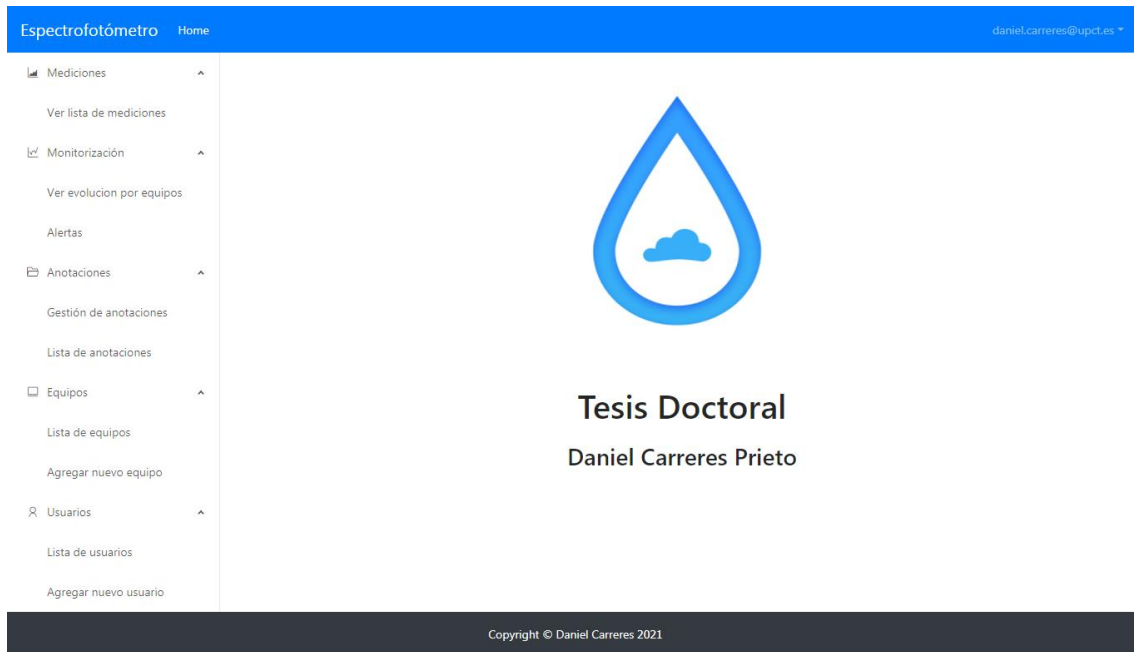 Espectrofotómetro Home daniel.carreres@upct.es
Mediciones
Ver lista de mediciones
Monitorización
Ver evolucion por equipos
Alertas
Anotaciones
Gestión de anotaciones
Lista de anotaciones
Equipos
Lista de equipos
Agregar nuevo equipo
Usuarios
Lista de usuarios
Agregar nuevo usuario
Tesis Doctoral
Daniel Carreres Prieto
Copyright © Daniel Carreres 2021